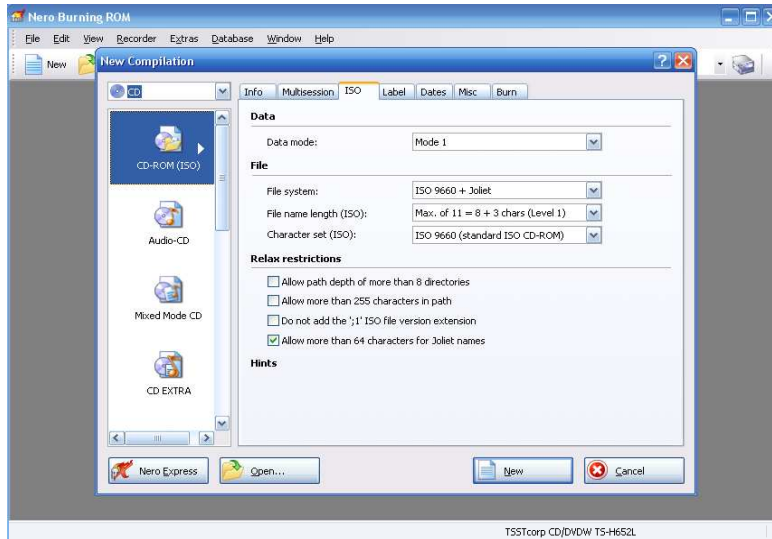 Nero Burning ROM
File Edit View Recorder Extras Database Window Help
New
New Compilation
CD
Info Multisession ISO Label Dates Misc Burn
Data
Data mode: Mode 1
File
File system: ISO 9660 + Joliet
File name length (ISO): Max. of 11 = 8 + 3 chars (Level 1)
Character set (ISO): ISO 9660 (standard ISO CD-ROM)
Relax restrictions
Allow path depth of more than 8 directories
Allow more than 255 characters in path
Do not add the ';1' ISO file version extension
Allow more than 64 characters for Joliet names
Hints
CD-ROM (ISO)
Audio-CD
Mixed Mode CD
CD EXTRA
Nero Express
Open...
New
Cancel
TSSTcorp CD/DVDW TS-H652L